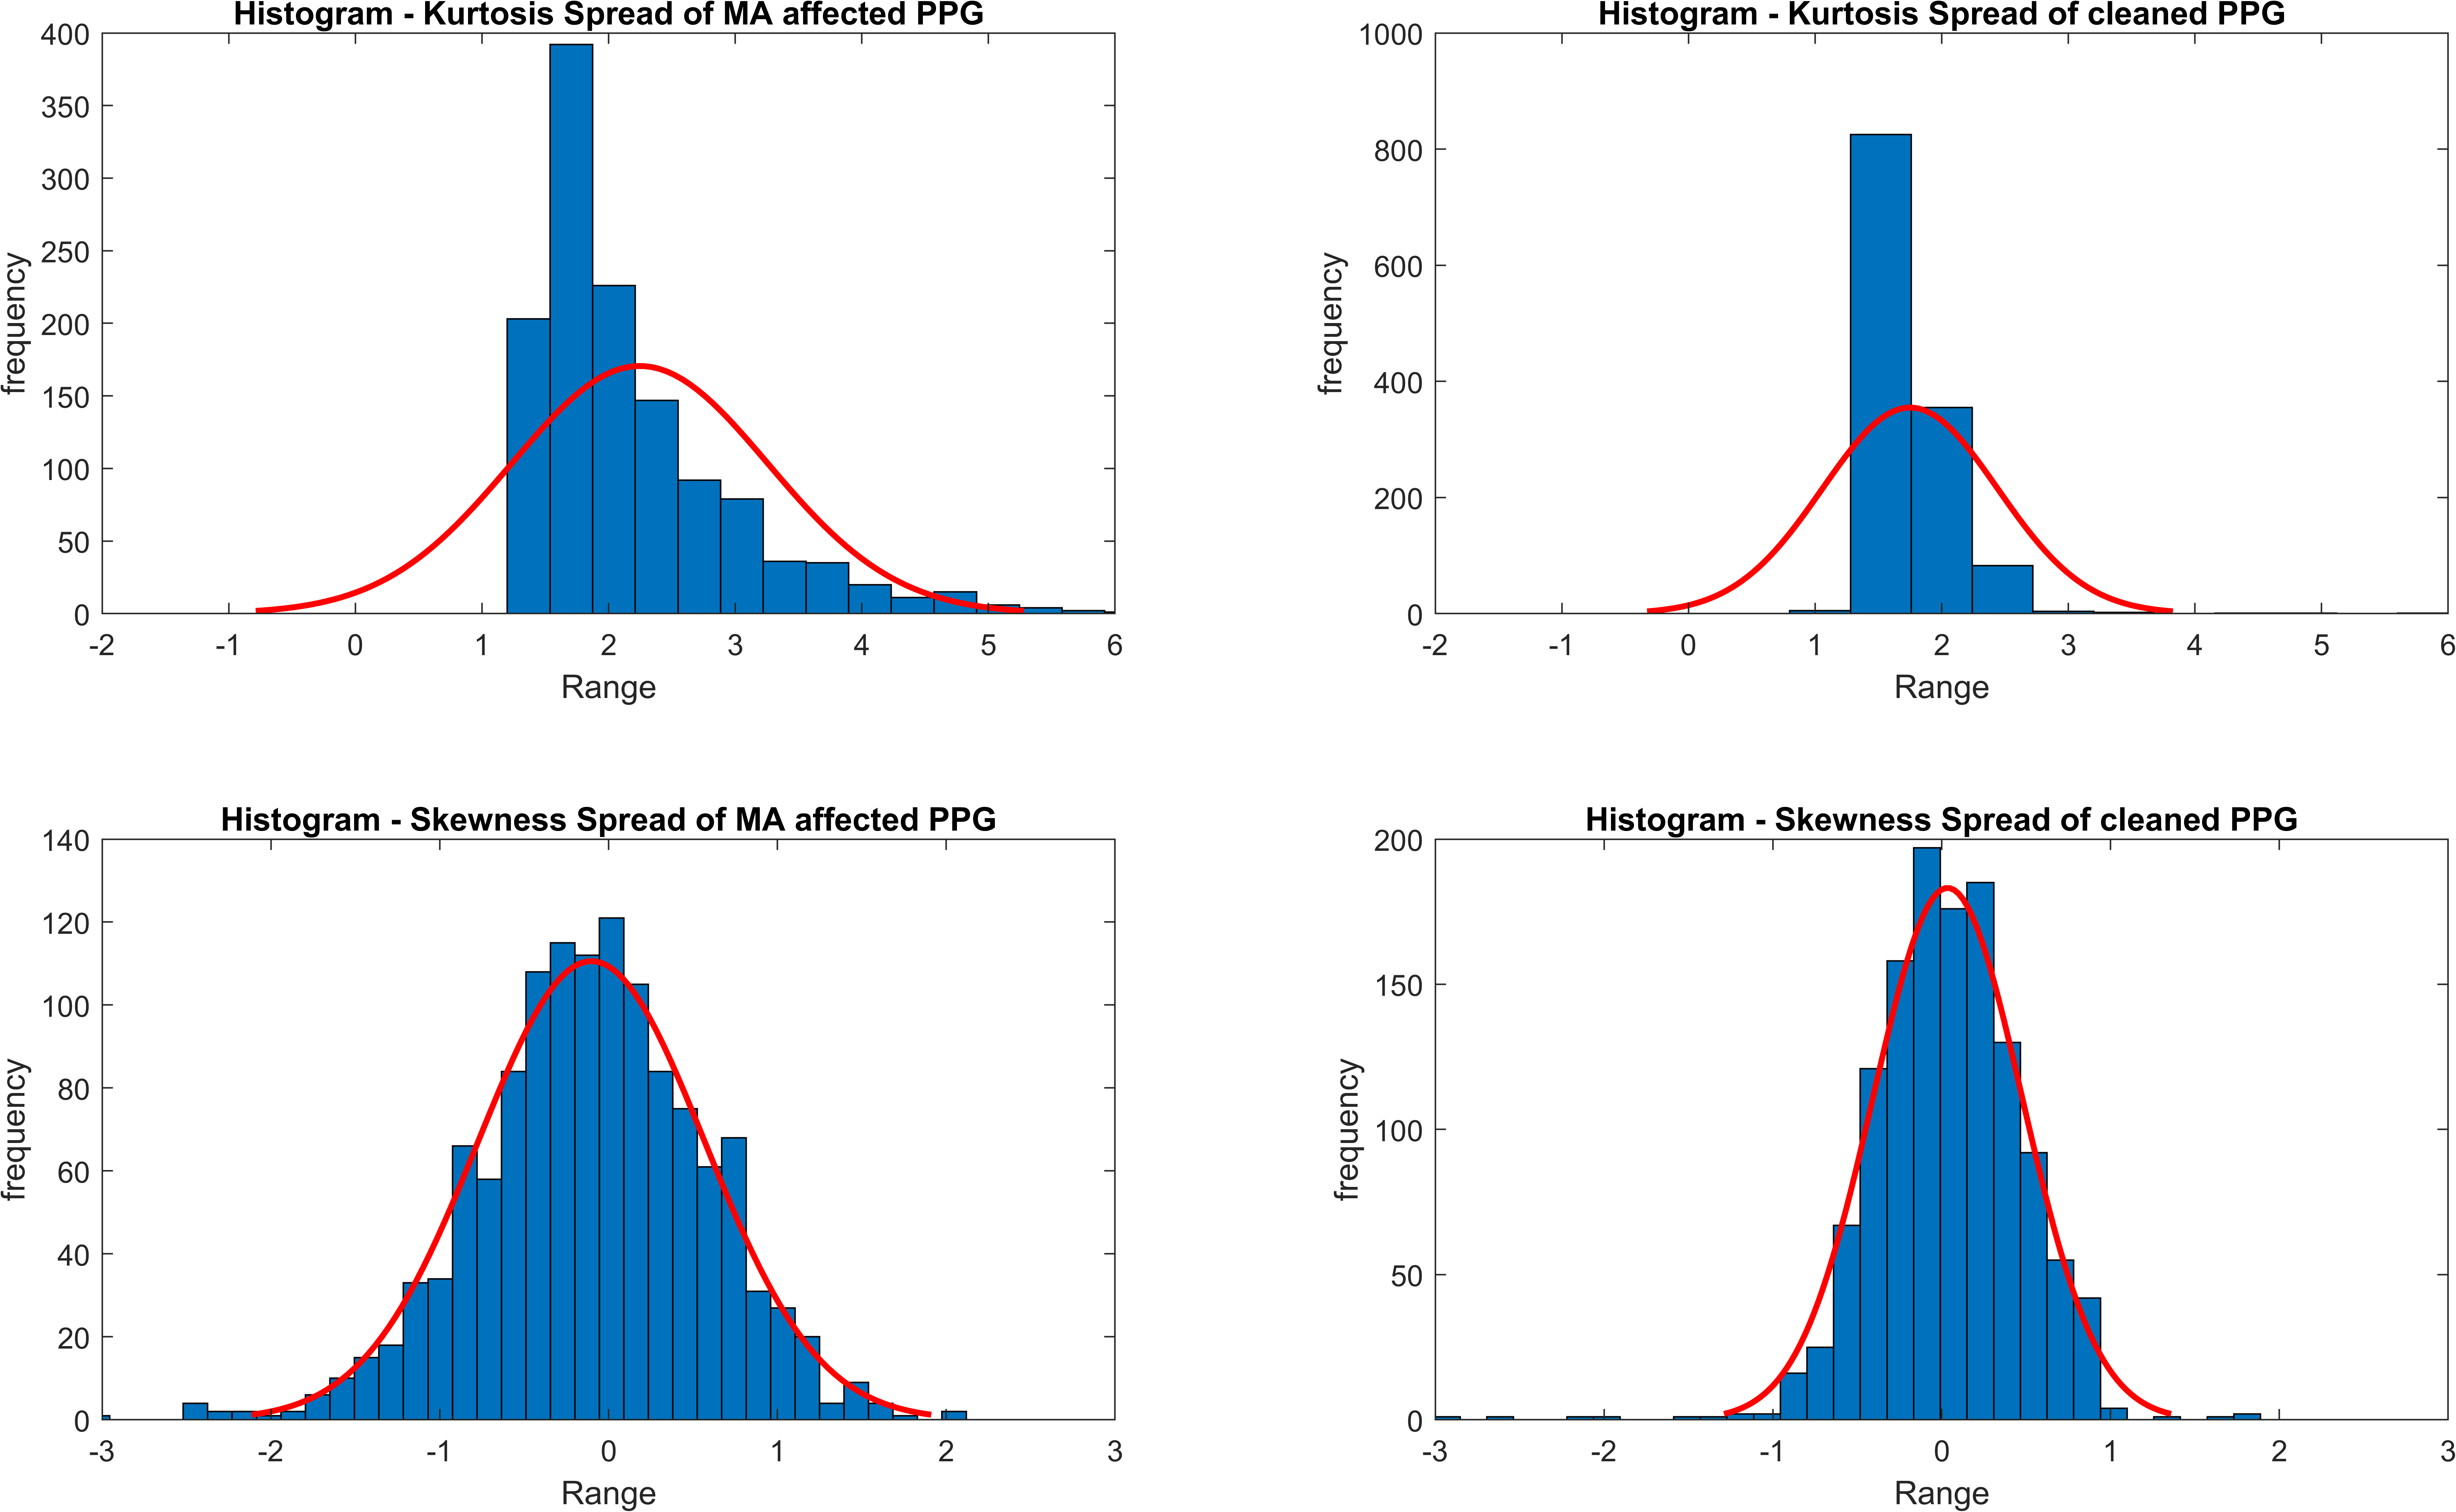 Histogram - Kurtosis Spread of MA affected PPG
400
350
300
250
200
150
100
50
0
frequency
-2 -1 0 1 2 3 4 5 6
Range
Histogram - Kurtosis Spread of cleaned PPG
1000
800
600
400
200
0
frequency
-2 -1 0 1 2 3 4 5 6
Range
Histogram - Skewness Spread of MA affected PPG
140
120
100
80
60
40
20
0
frequency
-3 -2 -1 0 1 2 3
Range
Histogram - Skewness Spread of cleaned PPG
200
150
100
50
0
frequency
-3 -2 -1 0 1 2 3
Range